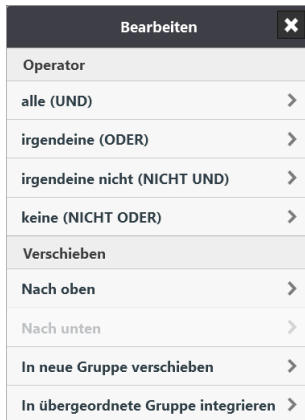 Bearbeiten
Operator
alle (UND)
irgendeine (ODER)
irgendeine nicht (NICHT UND)
keine (NICHT ODER)
Verschieben
Nach oben
Nach unten
In neue Gruppe verschieben
In übergeordnete Gruppe integrieren